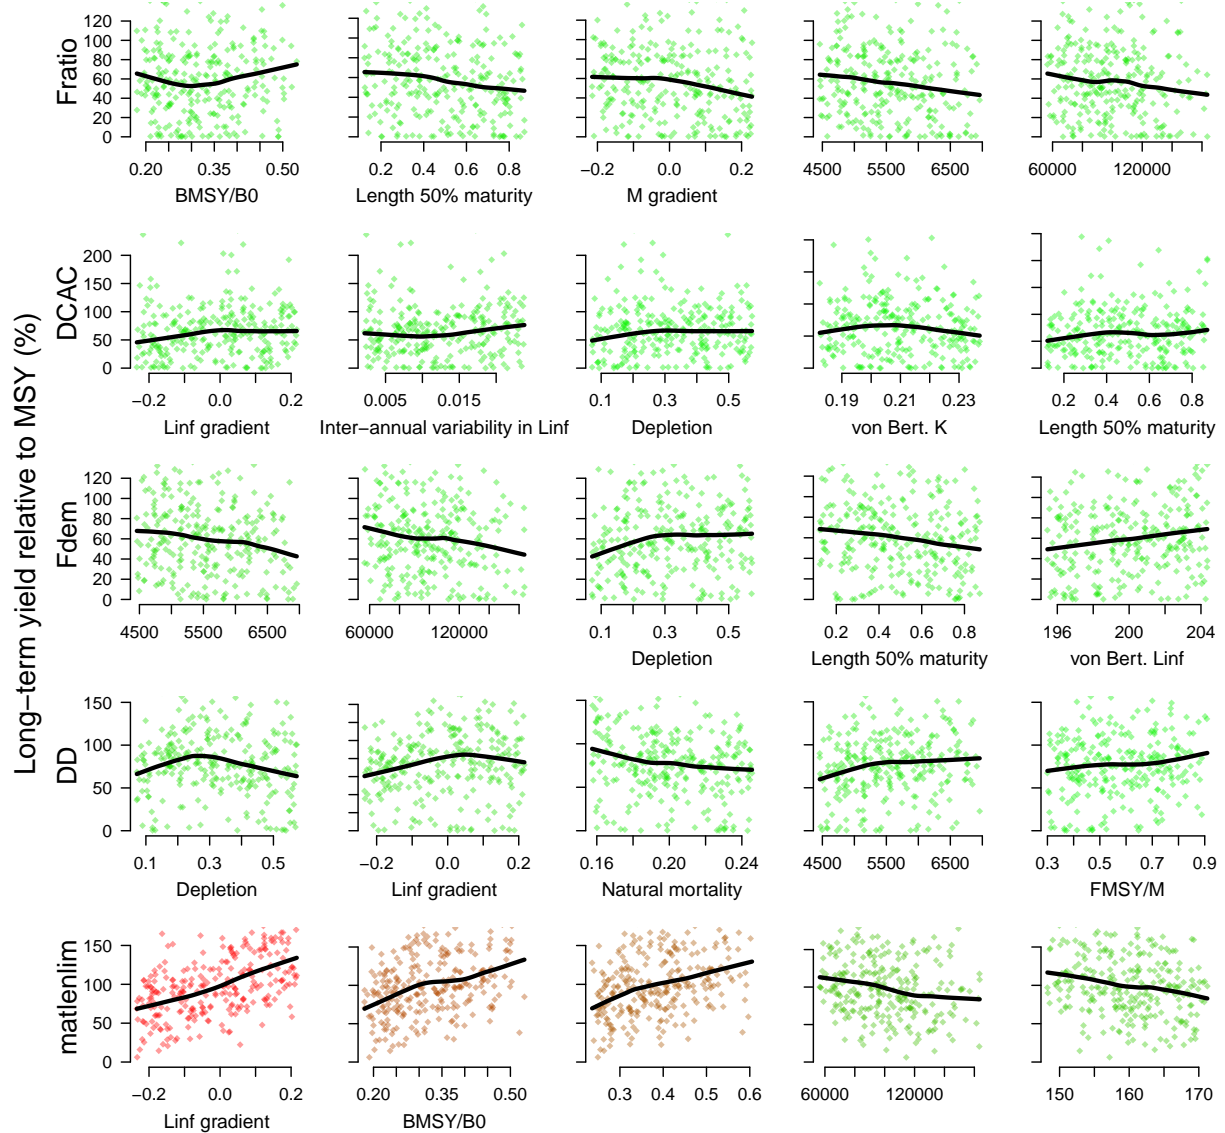 Long−term yield relative to MSY (%)
Fratio
0 20 40 60 80 100 120
0.20 0.35 0.50
BMSY/B0
0.2 0.4 0.6 0.8
Length 50% maturity
−0.2 0.0 0.2
M gradient
4500 5500 6500
60000 120000
DCAC
0 50 100 150 200
−0.2 0.0 0.2
Linf gradient
0.005 0.015
Inter−annual variability in Linf
0.1 0.3 0.5
Depletion
0.19 0.21 0.23
von Bert. K
0.2 0.4 0.6 0.8
Length 50% maturity
Fdem
0 20 40 60 80 100 120
4500 5500 6500
60000 120000
0.1 0.3 0.5
Depletion
0.2 0.4 0.6 0.8
Length 50% maturity
196 200 204
von Bert. Linf
DD
0 50 100 150
0.1 0.3 0.5
Depletion
−0.2 0.0 0.2
Linf gradient
0.16 0.20 0.24
Natural mortality
4500 5500 6500
0.3 0.5 0.7 0.9
FMSY/M
matlenlim
0 50 100 150
−0.2 0.0 0.2
Linf gradient
0.20 0.35 0.50
BMSY/B0
0.3 0.4 0.5 0.6
60000 120000
150 160 170